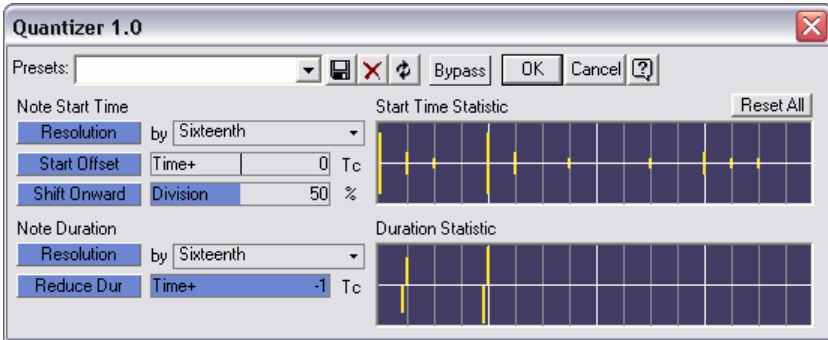 Quantizer 1.0
Presets: Bypass OK Cancel
Note Start Time Start Time Statistic Reset All
Resolution by Sixteenth
Start Offset Time+ 0 Tc
Shift Onward Division 50 %
Note Duration Duration Statistic
Resolution by Sixteenth
Reduce Dur Time+ -1 Tc